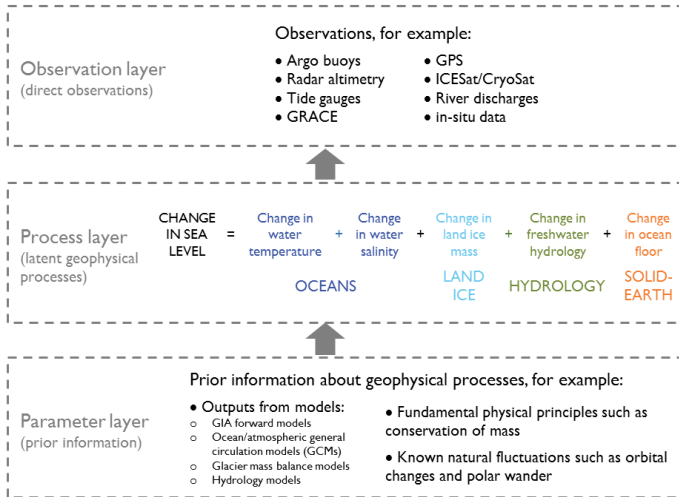 Observation layer
(direct observations)
Observations, for example:
• Argo buoys
• Radar altimetry
• Tide gauges
• GRACE
• GPS
• ICESat/CryoSat
• River discharges
• in-situ data
Process layer
(latent geophysical
processes)
CHANGE
IN SEA
LEVEL
=
Change in
water
temperature
+
Change
in water
salinity
+
Change in
land ice
mass
+
Change in
freshwater
hydrology
+
Change
in ocean
floor
OCEANS
LAND
ICE
HYDROLOGY
SOLID-
EARTH
Parameter layer
(prior information)
Prior information about geophysical processes, for example:
• Outputs from models:
o GIA forward models
o Ocean/atmospheric general
circulation models (GCMs)
o Glacier mass balance models
o Hydrology models
• Fundamental physical principles such as
conservation of mass
• Known natural fluctuations such as orbital
changes and polar wander